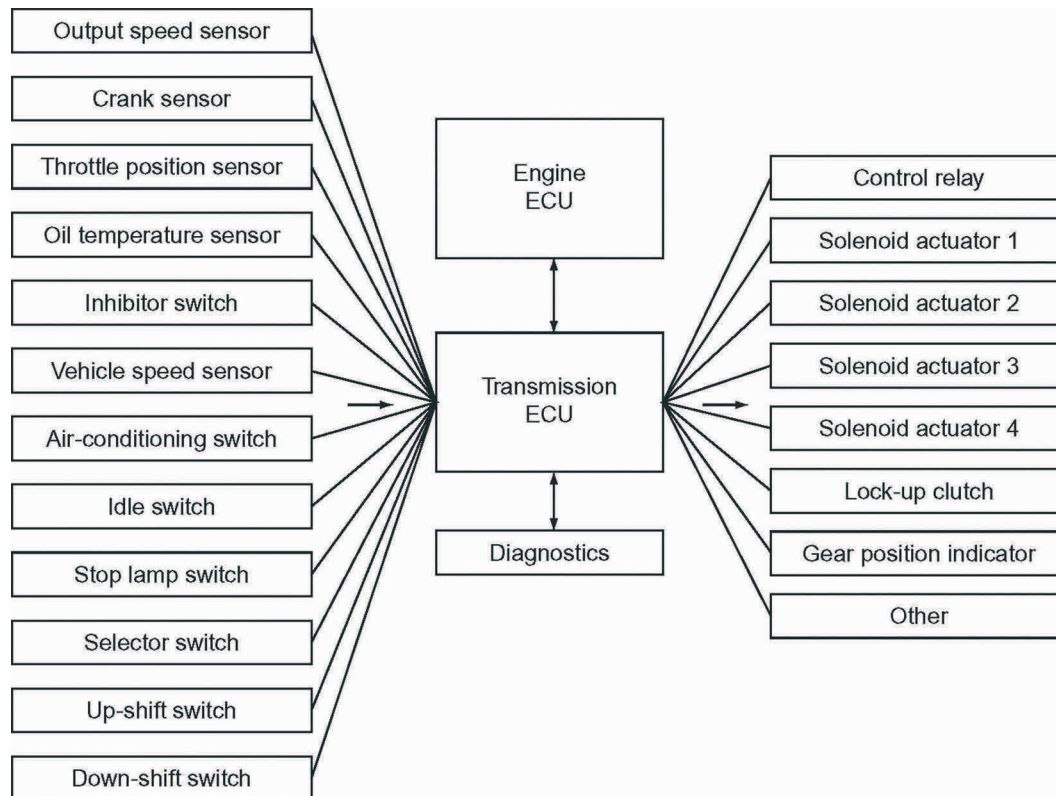 Output speed sensor
Crank sensor
Throttle position sensor
Oil temperature sensor
Inhibitor switch
Vehicle speed sensor
Air-conditioning switch
Idle switch
Stop lamp switch
Selector switch
Up-shift switch
Down-shift switch
Engine
ECU
Transmission
ECU
Diagnostics
Control relay
Solenoid actuator 1
Solenoid actuator 2
Solenoid actuator 3
Solenoid actuator 4
Lock-up clutch
Gear position indicator
Other